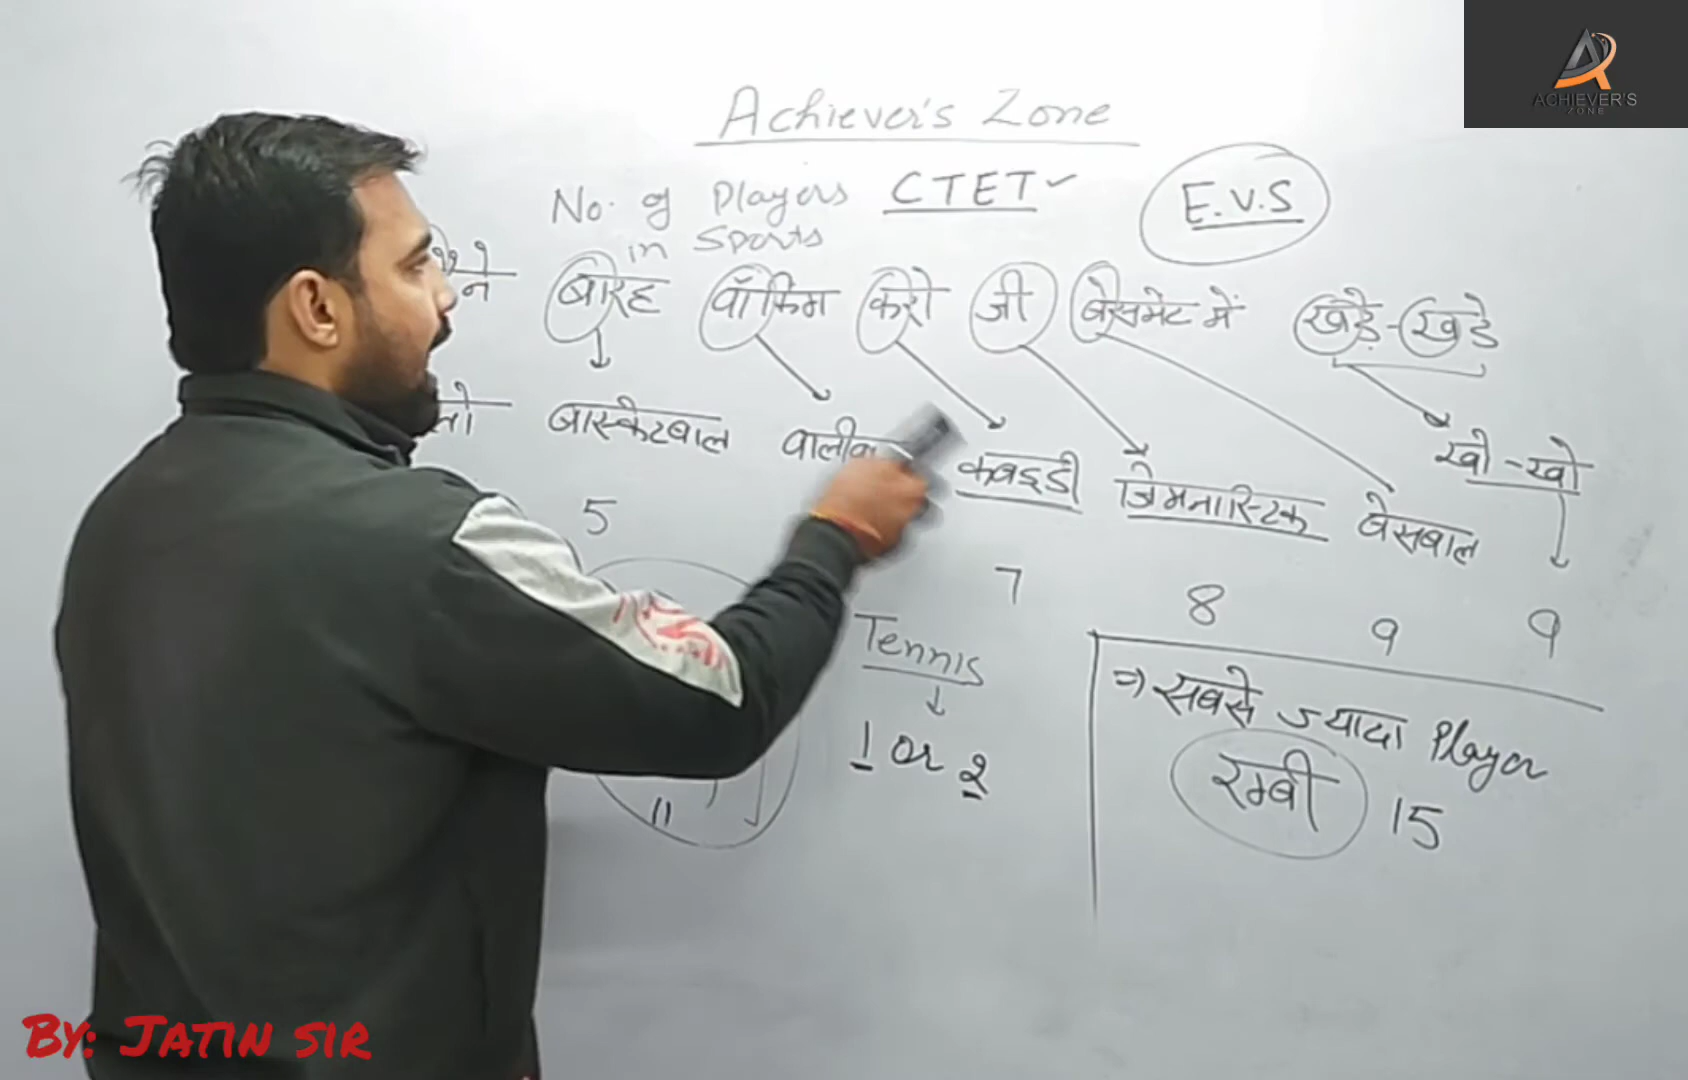 ACHIEVER'S
ZONE
Achiever's Zone
No. of Players CTET ✓
in Sports
E.V.S
बारह वॉकिंग करो जी बेसमेंट में खड़े-खड़े
बास्केटबाल कबड्डी जिमनास्टिक बेसबाल खो-खो
5 7 8 9 9
Tennis
1 or 2
11
⇒ सबसे ज्यादा Player
रग्बी 15
By: Jatin sir